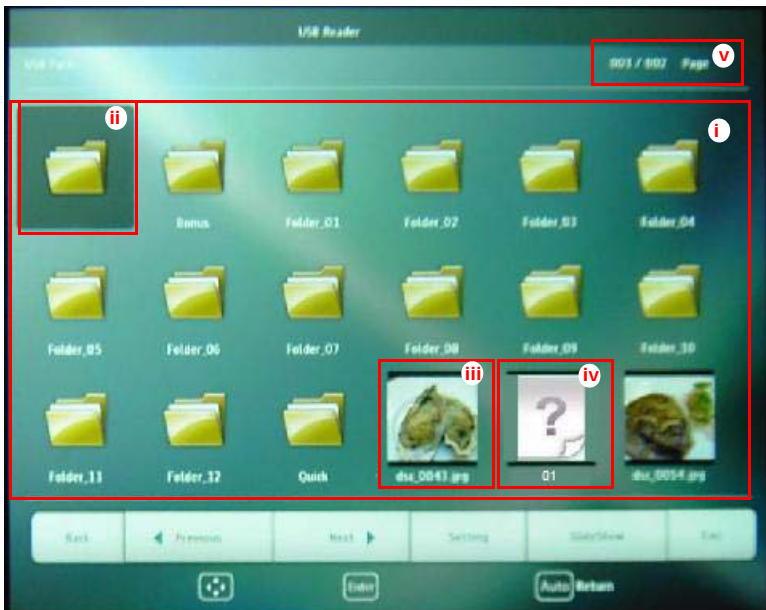 USB Reader
USB Path:
001 / 002 Page
v
ii
i
Bonus Folder_01 Folder_02 Folder_03 Folder_04
Folder_05 Folder_06 Folder_07 Folder_08 Folder_09 Folder_10
iii
iv
?
Folder_11 Folder_12 Quick dsc_0043.jpg 01 dsc_0054.jpg
Back Previous Next Setting SlideShow Exit
Enter Auto Return